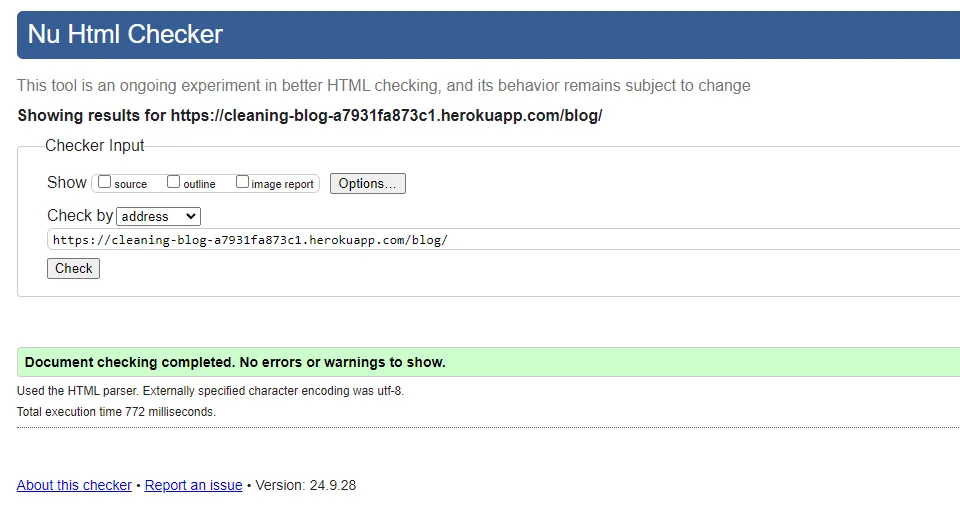 Nu Html Checker
This tool is an ongoing experiment in better HTML checking, and its behavior remains subject to change
Showing results for https://cleaning-blog-a7931fa873c1.herokuapp.com/blog/
Checker Input
Show source outline image report Options...
Check by address
https://cleaning-blog-a7931fa873c1.herokuapp.com/blog/
Check
Document checking completed. No errors or warnings to show.
Used the HTML parser. Externally specified character encoding was utf-8.
Total execution time 772 milliseconds.
About this checker • Report an issue • Version: 24.9.28